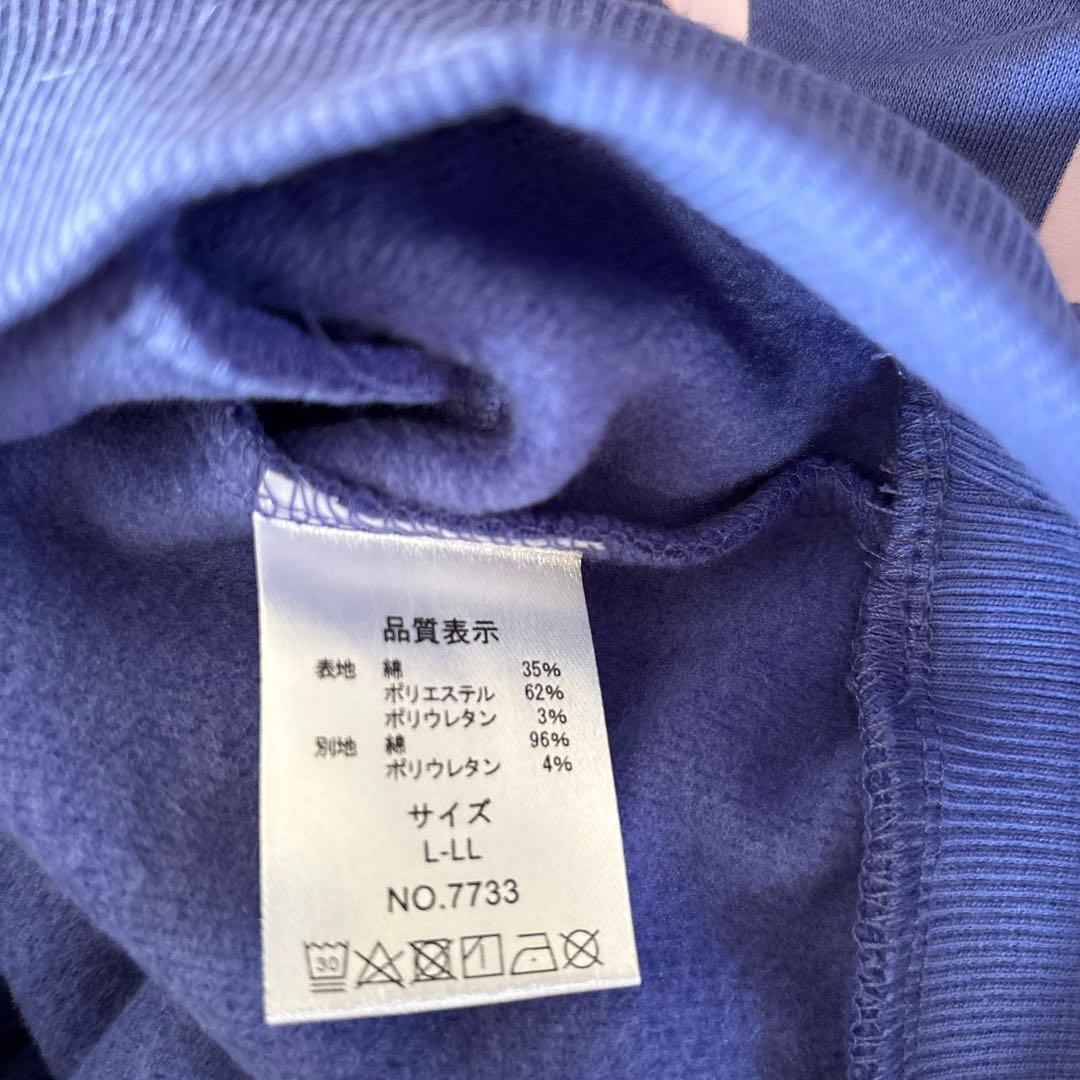 品質表示
表地 綿 35%
ポリエステル 62%
ポリウレタン 3%
別地 綿 96%
ポリウレタン 4%
サイズ
L-LL
NO.7733
30